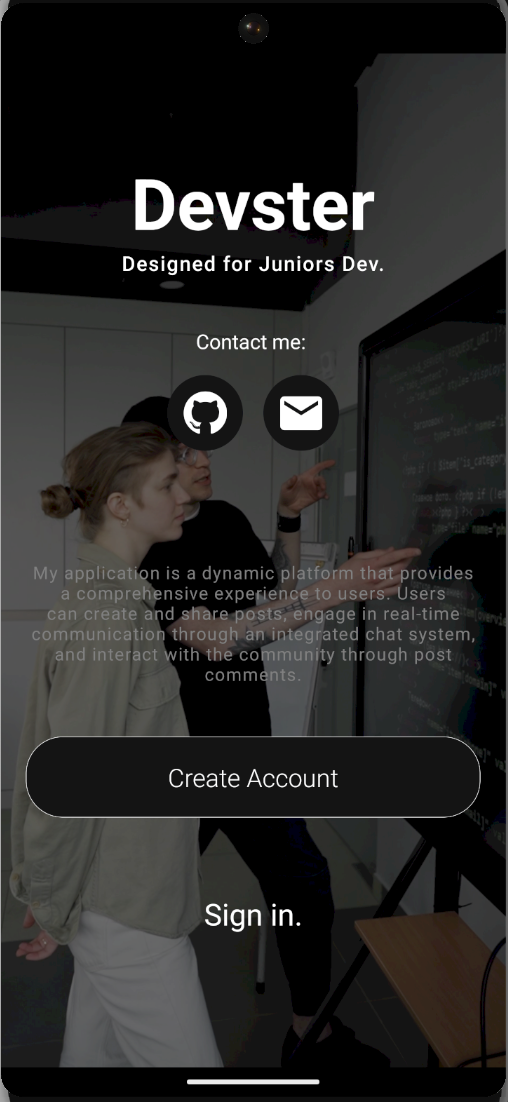 Devster
Designed for Juniors Dev.
Contact me:
My application is a dynamic platform that provides
a comprehensive experience to users. Users
can create and share posts, engage in real-time
communication through an integrated chat system,
and interact with the community through post
comments.
Create Account
Sign in.